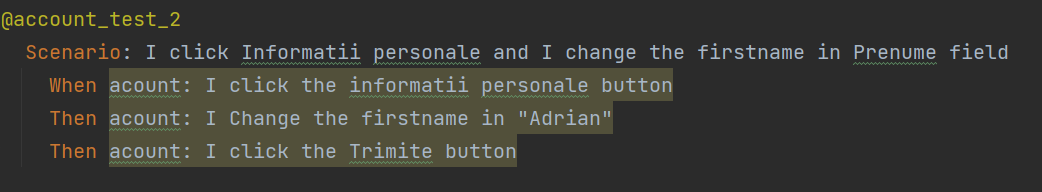 @account_test_2
Scenario: I click Informatii personale and I change the firstname in Prenume field
When acount: I click the informatii personale button
Then acount: I Change the firstname in "Adrian"
Then acount: I click the Trimite button